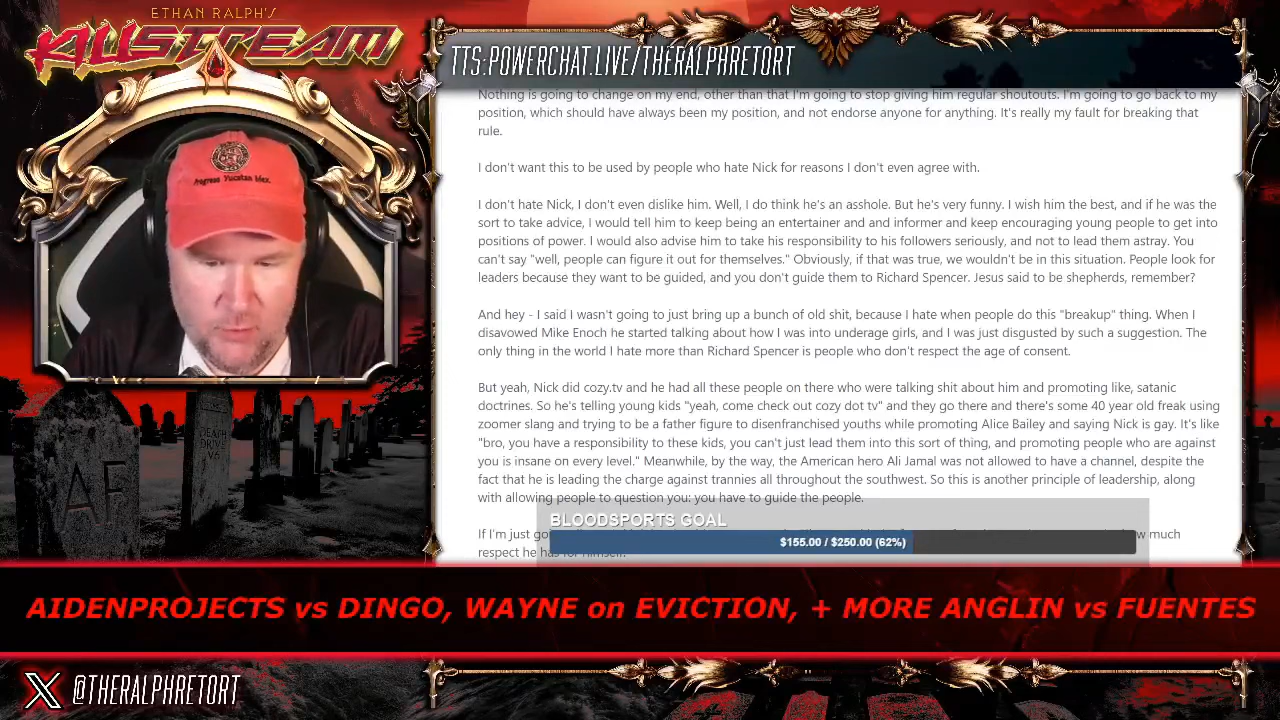 ETHAN RALPH'S
KILLSTREAM
TTS:POWERCHAT.LIVE/THERALPHRETORT
Nothing is going to change on my end, other than that I'm going to stop giving him regular shoutouts. I'm going to go back to my
position, which should have always been my position, and not endorse anyone for anything. It's really my fault for breaking that
rule.
I don't want this to be used by people who hate Nick for reasons I don't even agree with.
I don't hate Nick, I don't even dislike him. Well, I do think he's an asshole. But he's very funny. I wish him the best, and if he was the
sort to take advice, I would tell him to keep being an entertainer and and informer and keep encouraging young people to get into
positions of power. I would also advise him to take his responsibility to his followers seriously, and not to lead them astray. You
can't say "well, people can figure it out for themselves." Obviously, if that was true, we wouldn't be in this situation. People look for
leaders because they want to be guided, and you don't guide them to Richard Spencer. Jesus said to be shepherds, remember?
And hey - I said I wasn't going to just bring up a bunch of old shit, because I hate when people do this "breakup" thing. When I
disavowed Mike Enoch he started talking about how I was into underage girls, and I was just disgusted by such a suggestion. The
only thing in the world I hate more than Richard Spencer is people who don't respect the age of consent.
But yeah, Nick did cozy.tv and he had all these people on there who were talking shit about him and promoting like, satanic
doctrines. So he's telling young kids "yeah, come check out cozy dot tv" and they go there and there's some 40 year old freak using
zoomer slang and trying to be a father figure to disenfranchised youths while promoting Alice Bailey and saying Nick is gay. It's like
"bro, you have a responsibility to these kids, you can't just lead them into this sort of thing, and promoting people who are against
you is insane on every level." Meanwhile, by the way, the American hero Ali Jamal was not allowed to have a channel, despite the
fact that he is leading the charge against trannies all throughout the southwest. So this is another principle of leadership, along
with allowing people to question you: you have to guide the people.
If I'm just much
respect he has for himself.
BLOODSPORTS GOAL
$155.00 / $250.00 (62%)
Progreso Yucatan Mex.
AF
AIDENPROJECTS vs DINGO, WAYNE on EVICTION, + MORE ANGLIN vs FUENTES
X @THERALPHRETORT